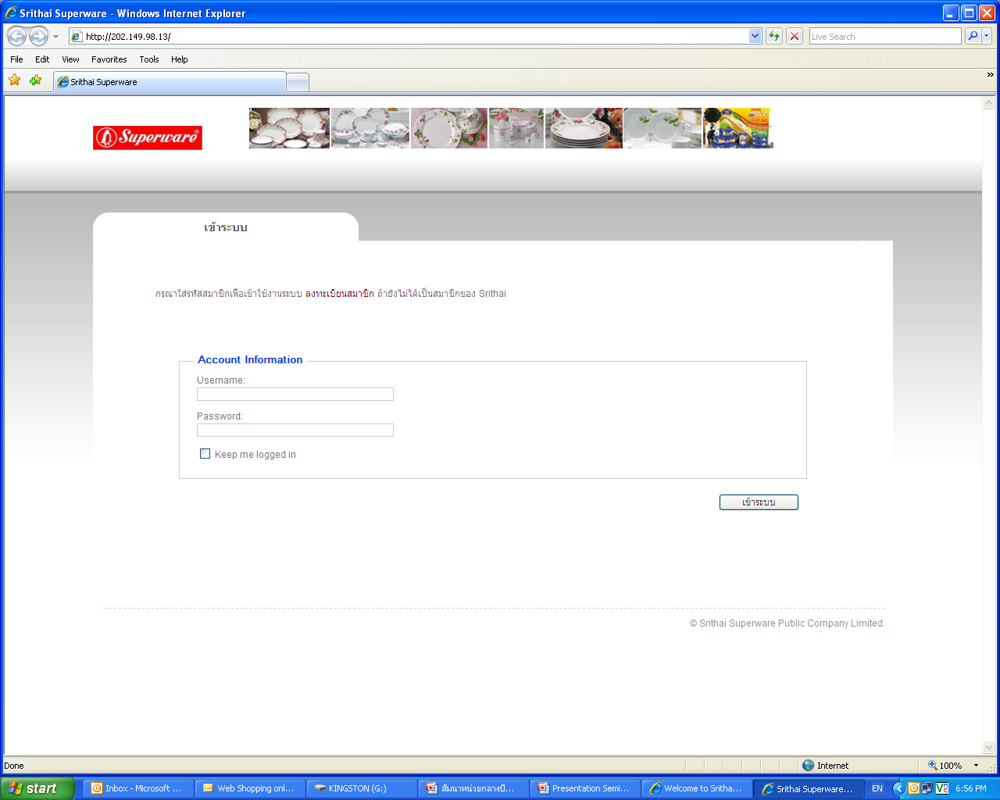 Srithai Superware - Windows Internet Explorer
http://202.149.98.13/
Live Search
File Edit View Favorites Tools Help
Srithai Superware
Superware
เข้าระบบ
กรุณาใส่รหัสสมาชิกเพื่อเข้าใช้งานระบบ ลงทะเบียนสมาชิก ถ้ายังไม่ได้เป็นสมาชิกของ Srithai
Account Information
Username:
Password:
Keep me logged in
เข้าระบบ
© Srithai Superware Public Company Limited.
Done
Internet
100%
start
Inbox - Microsoft ...
Web Shopping onl...
KINGSTON (G:)
สัมนาหน่วยกลางปี...
Presentation Semi...
Welcome to Sritha...
Srithai Superware...
EN
6:56 PM